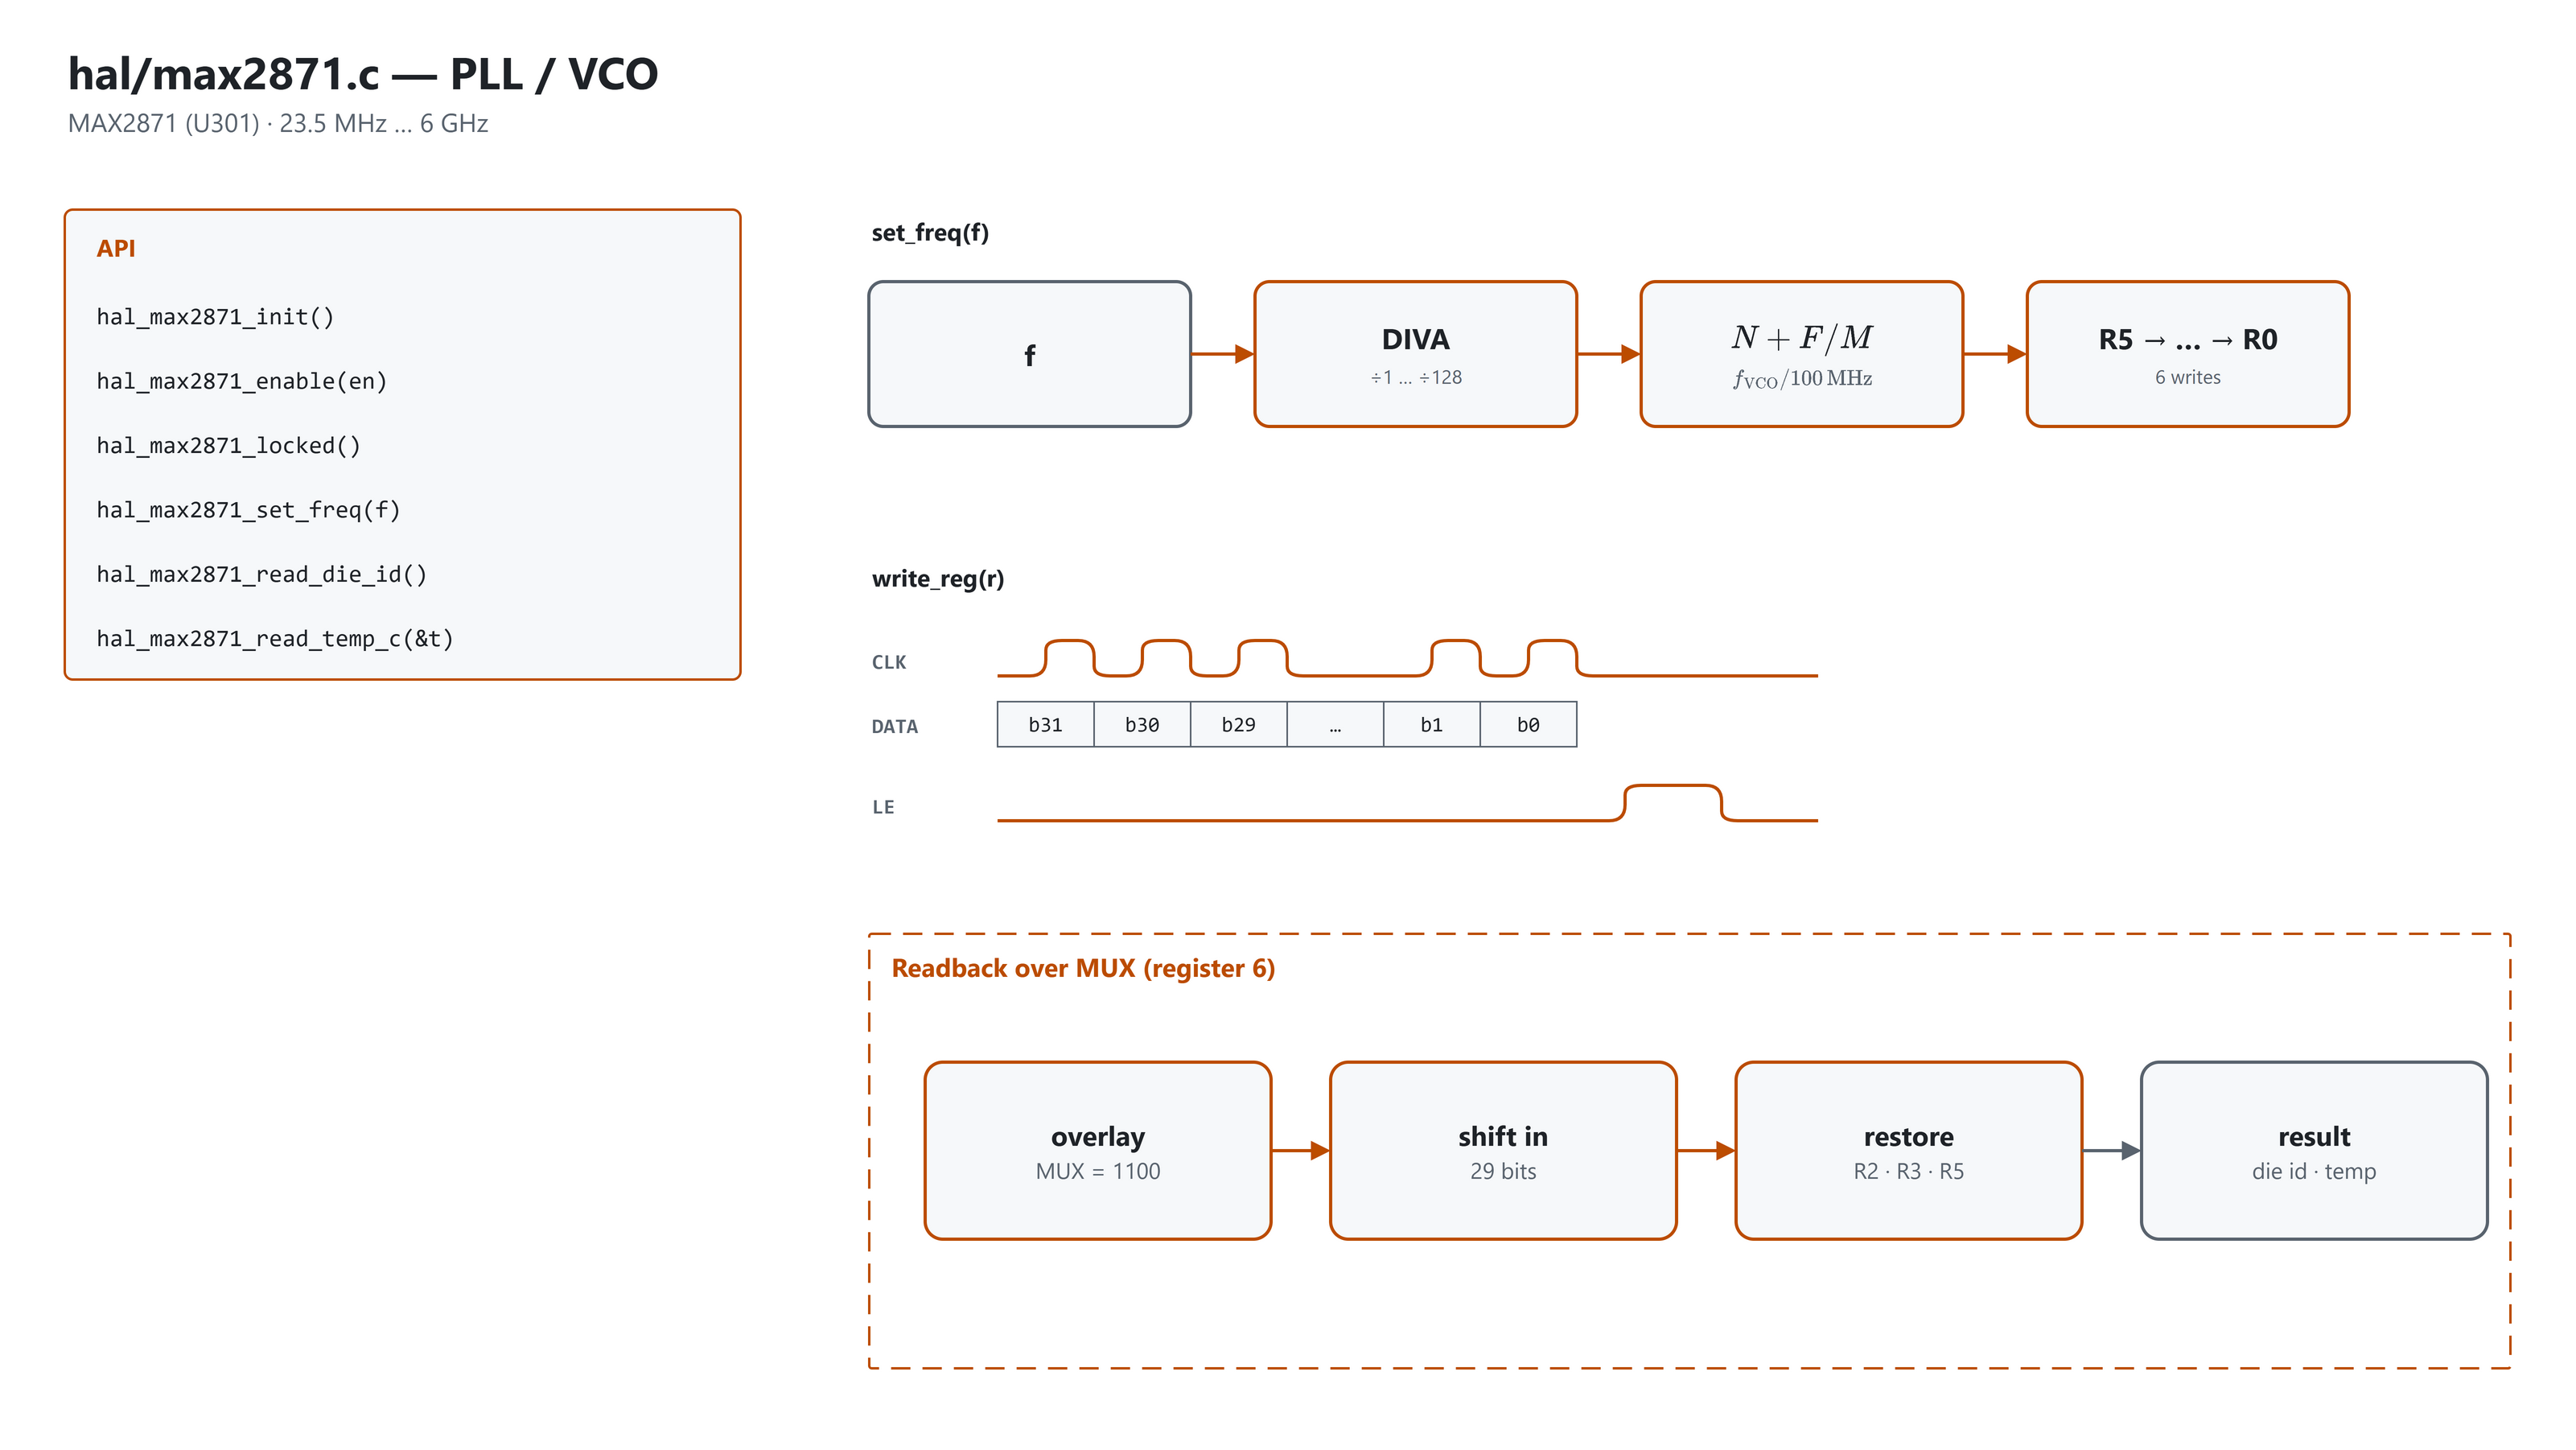 hal/max2871.c — PLL / VCO
MAX2871 (U301) · 23.5 MHz … 6 GHz
API
hal_max2871_init()
hal_max2871_enable(en)
hal_max2871_locked()
hal_max2871_set_freq(f)
hal_max2871_read_die_id()
hal_max2871_read_temp_c(&t)
set_freq(f)
f
DIVA
÷1 … ÷128
N + F/M
f_VCO/100 MHz
R5 → … → R0
6 writes
write_reg(r)
CLK
DATA
b31 b30 b29 … b1 b0
LE
Readback over MUX (register 6)
overlay
MUX = 1100
shift in
29 bits
restore
R2 · R3 · R5
result
die id · temp